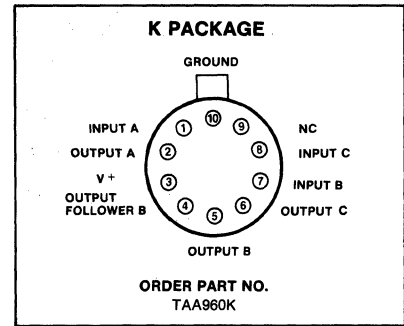 K PACKAGE
GROUND
10
INPUT A 1 9 NC
OUTPUT A 2 8 INPUT C
V + 3 7 INPUT B
OUTPUT
FOLLOWER B 4 6 OUTPUT C
5
OUTPUT B
ORDER PART NO.
TAA960K